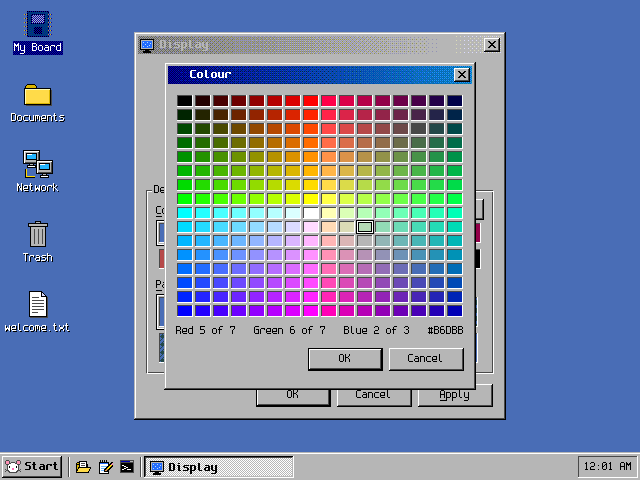 My Board
Documents
Network
Trash
welcome.txt
Display
Colour
Red 5 of 7
Green 6 of 7
Blue 2 of 3
#B6DBB
OK
Cancel
OK
Cancel
Apply
Start
Display
12:01 AM